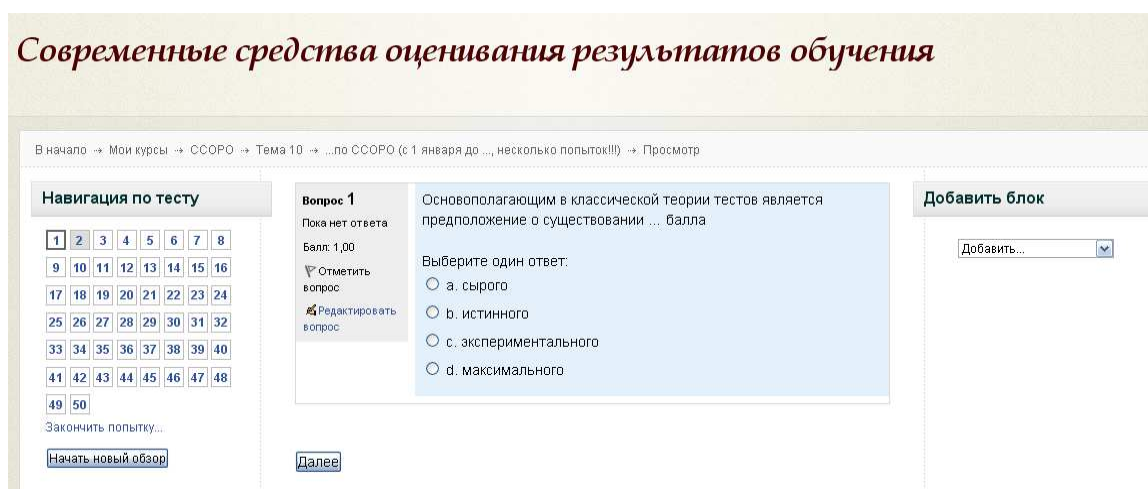 Современные средства оценивания результатов обучения
В начало → Мои курсы → ССОРО → Тема 10 → ...по ССОРО (с 1 января до ..., несколько попыток!!!) → Просмотр
Навигация по тесту
1 2 3 4 5 6 7 8
9 10 11 12 13 14 15 16
17 18 19 20 21 22 23 24
25 26 27 28 29 30 31 32
33 34 35 36 37 38 39 40
41 42 43 44 45 46 47 48
49 50
Закончить попытку...
Начать новый обзор
Вопрос 1
Пока нет ответа
Балл: 1,00
Отметить
вопрос
Редактировать
вопрос
Основополагающим в классической теории тестов является
предположение о существовании ... балла
Выберите один ответ:
a. сырого
b. истинного
c. экспериментального
d. максимального
Далее
Добавить блок
Добавить...